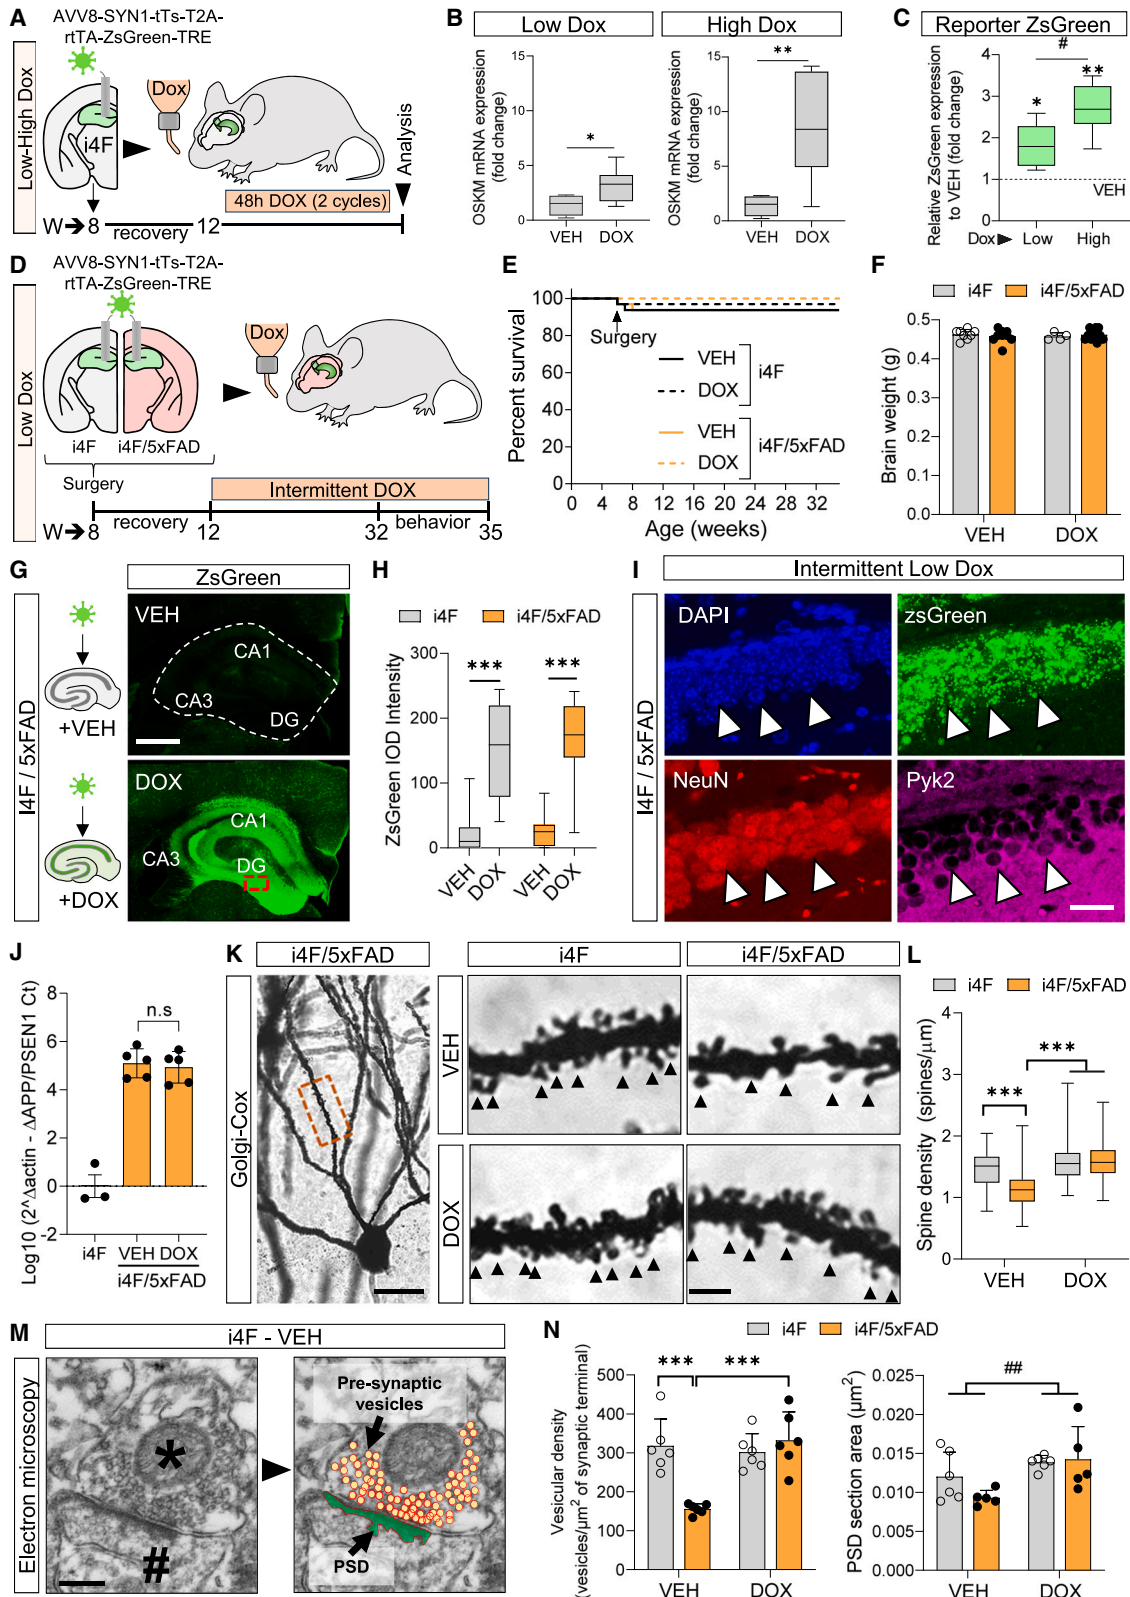 A
AVV8-SYN1-tTs-T2A-
rtTA-ZsGreen-TRE
Low-High Dox
i4F
Dox
Analysis
48h DOX (2 cycles)
W
8
recovery
12
B
Low Dox
High Dox
OSKM mRNA expression
(fold change)
15
10
5
0
*
VEH
DOX
OSKM mRNA expression
(fold change)
15
10
5
0
**
VEH
DOX
C
Reporter ZsGreen
Relative ZsGreen expression
to VEH (fold change)
4
3
2
1
0
#
*
**
VEH
Dox
Low
High
D
AVV8-SYN1-tTs-T2A-
rtTA-ZsGreen-TRE
Low Dox
i4F
i4F/5xFAD
Dox
Surgery
Intermittent DOX
W
8
recovery
12
32
behavior
35
E
Percent survival
100
80
60
40
20
0
Surgery
VEH
DOX
i4F
VEH
DOX
i4F/5xFAD
0 4 8 12 16 20 24 28 32
Age (weeks)
F
i4F
i4F/5xFAD
Brain weight (g)
0.5
0.4
0.3
0.2
0.1
0.0
VEH
DOX
G
ZsGreen
I4F / 5xFAD
+VEH
VEH
CA1
CA3
DG
+DOX
DOX
CA1
CA3
DG
H
i4F
i4F/5xFAD
ZsGreen IOD Intensity
300
200
100
0
***
***
VEH
DOX
VEH
DOX
I
Intermittent Low Dox
I4F / 5xFAD
DAPI
zsGreen
NeuN
Pyk2
J
Log10 (2^Δactin - ΔAPP/PSEN1 Ct)
8
6
4
2
0
-2
n.s
i4F
VEH
DOX
i4F/5xFAD
K
i4F/5xFAD
i4F
i4F/5xFAD
Golgi-Cox
VEH
DOX
L
i4F
i4F/5xFAD
Spine density (spines/μm)
4
3
2
1
0
***
***
VEH
DOX
M
i4F - VEH
Electron microscopy
*
#
Pre-synaptic
vesicles
PSD
N
i4F
i4F/5xFAD
Vesicular density
(vesicles/μm² of synaptic terminal)
500
400
300
200
100
0
***
***
VEH
DOX
PSD section area (μm²)
0.025
0.020
0.015
0.010
0.005
0.000
##
VEH
DOX